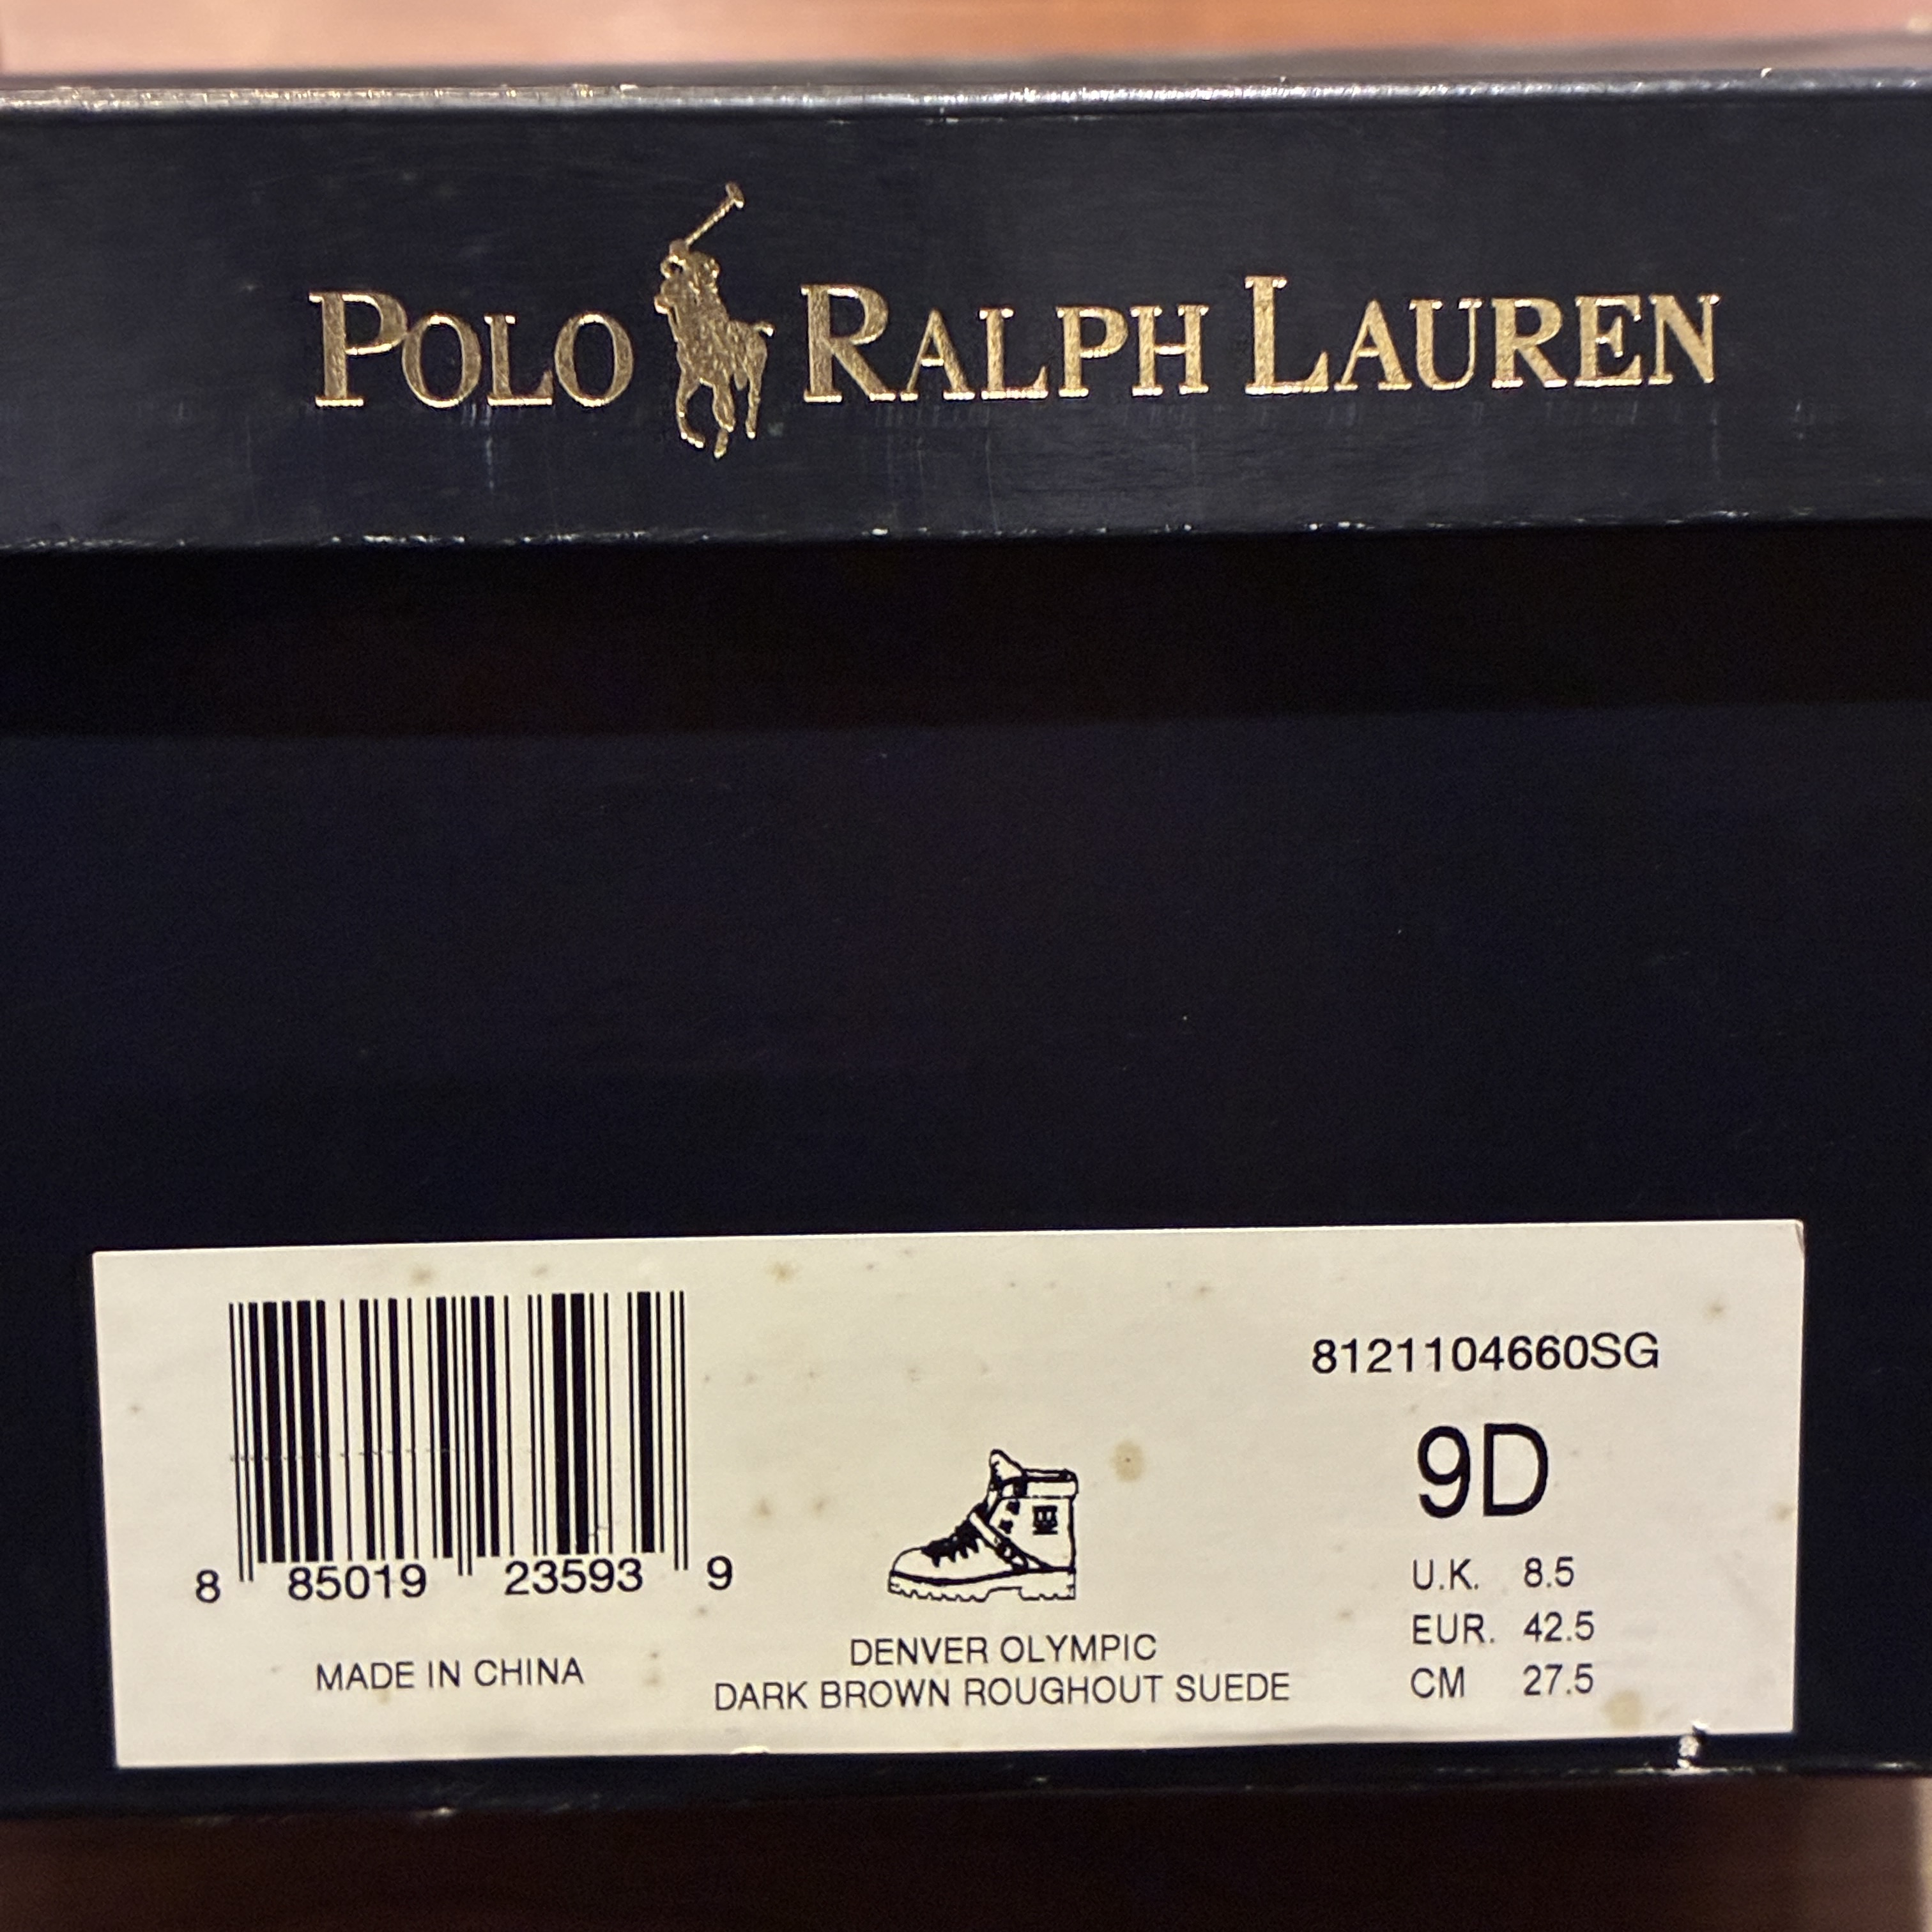 POLO RALPH LAUREN
8121104660SG
9D
U.K. 8.5
EUR. 42.5
CM 27.5
8 85019 23593 9
MADE IN CHINA
DENVER OLYMPIC
DARK BROWN ROUGHOUT SUEDE